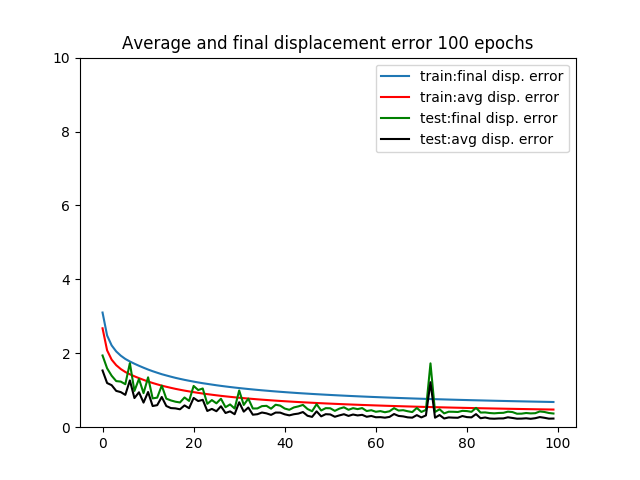 Average and final displacement error 100 epochs
10
8
6
4
2
0
train:final disp. error
train:avg disp. error
test:final disp. error
test:avg disp. error
0 20 40 60 80 100